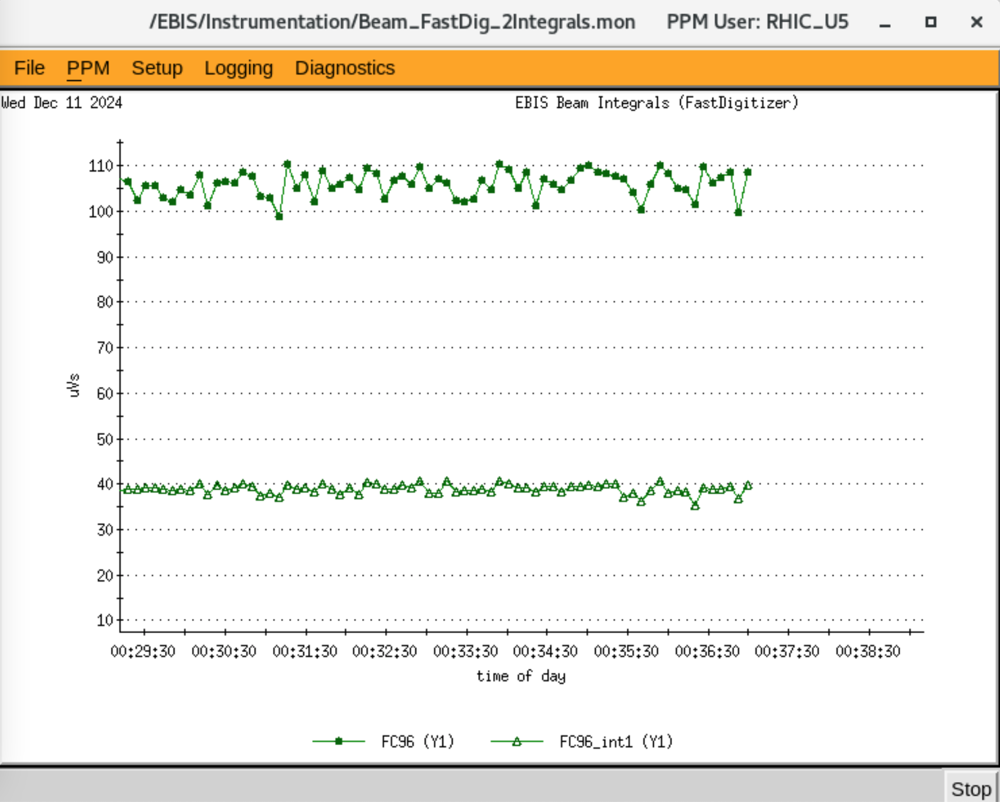 /EBIS/Instrumentation/Beam_FastDig_2Integrals.mon PPM User: RHIC_U5
File PPM Setup Logging Diagnostics
Wed Dec 11 2024 EBIS Beam Integrals (FastDigitizer)
110
100
90
80
70
60
50
40
30
20
10
uVs
00:29:30 00:30:30 00:31:30 00:32:30 00:33:30 00:34:30 00:35:30 00:36:30 00:37:30 00:38:30
time of day
FC96 (Y1) FC96_int1 (Y1)
Stop